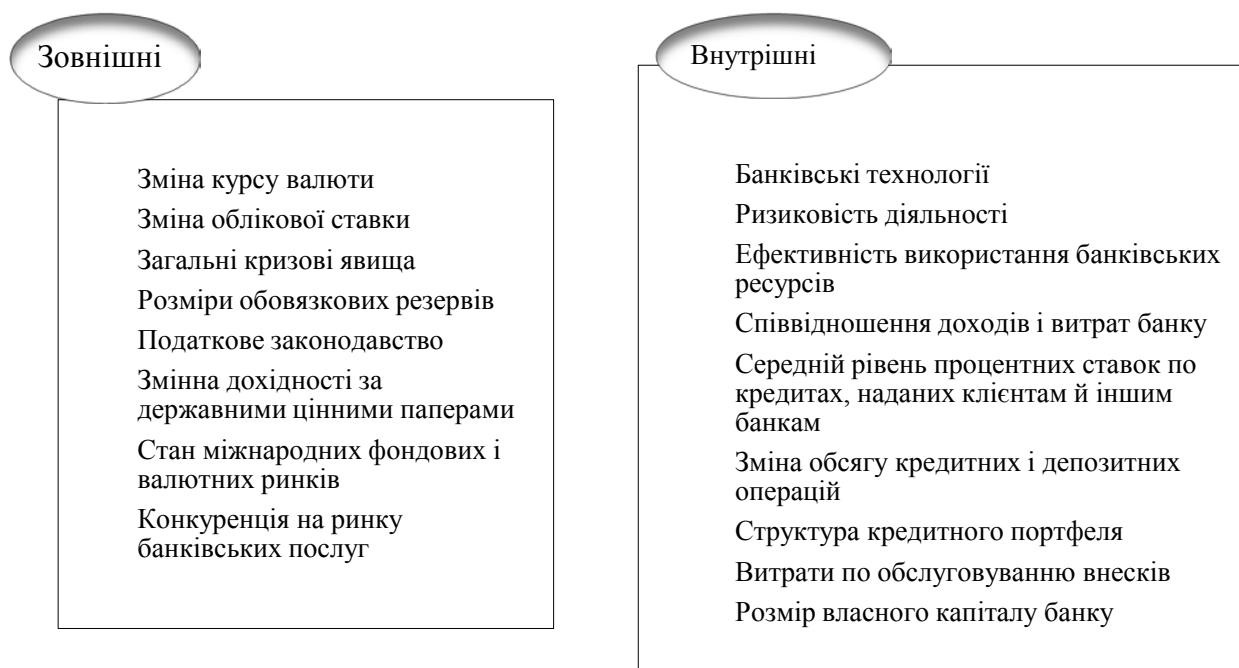 Зовнішні
Зміна курсу валюти
Зміна облікової ставки
Загальні кризові явища
Розміри обовязкових резервів
Податкове законодавство
Змінна дохідності за
державними цінними паперами
Стан міжнародних фондових і
валютних ринків
Конкуренція на ринку
банківських послуг
Внутрішні
Банківські технології
Ризиковість діяльності
Ефективність використання банківських
ресурсів
Співвідношення доходів і витрат банку
Середній рівень процентних ставок по
кредитах, наданих клієнтам й іншим
банкам
Зміна обсягу кредитних і депозитних
операцій
Структура кредитного портфеля
Витрати по обслуговуванню внесків
Розмір власного капіталу банку